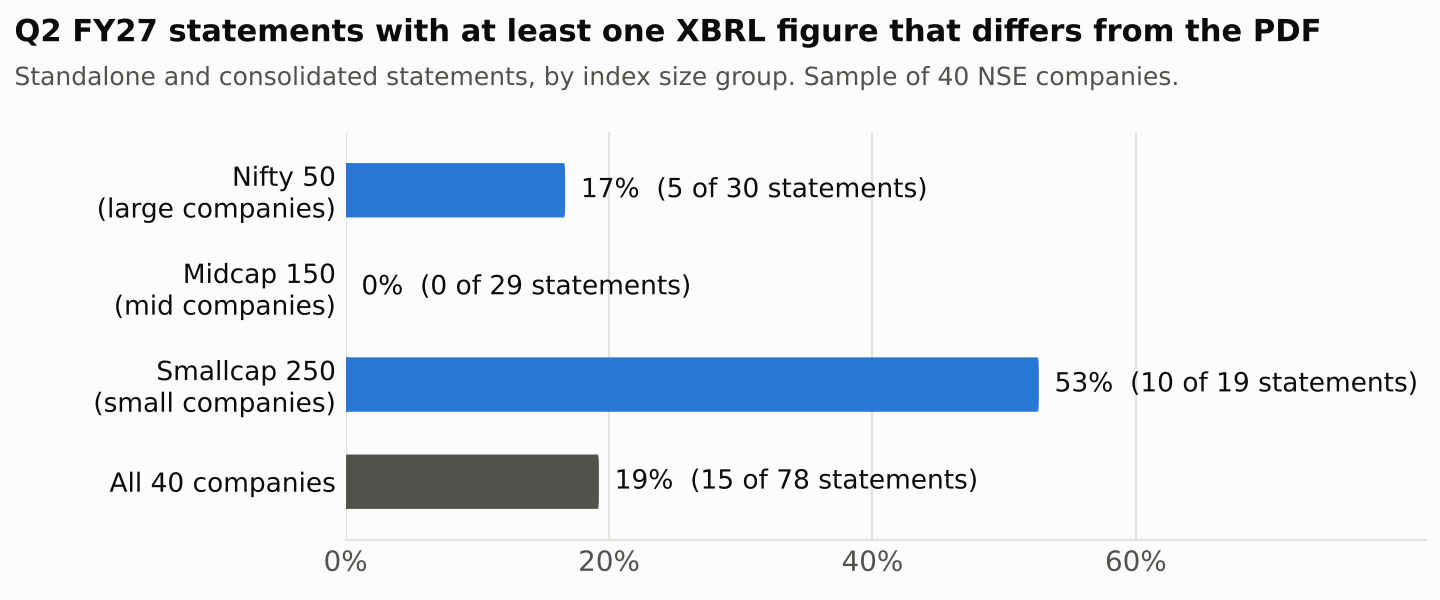 Q2 FY27 statements with at least one XBRL figure that differs from the PDF
Standalone and consolidated statements, by index size group. Sample of 40 NSE companies.
Nifty 50
(large companies)
17% (5 of 30 statements)
Midcap 150
(mid companies)
0% (0 of 29 statements)
Smallcap 250
(small companies)
53% (10 of 19 statements)
All 40 companies
19% (15 of 78 statements)
0% 20% 40% 60%